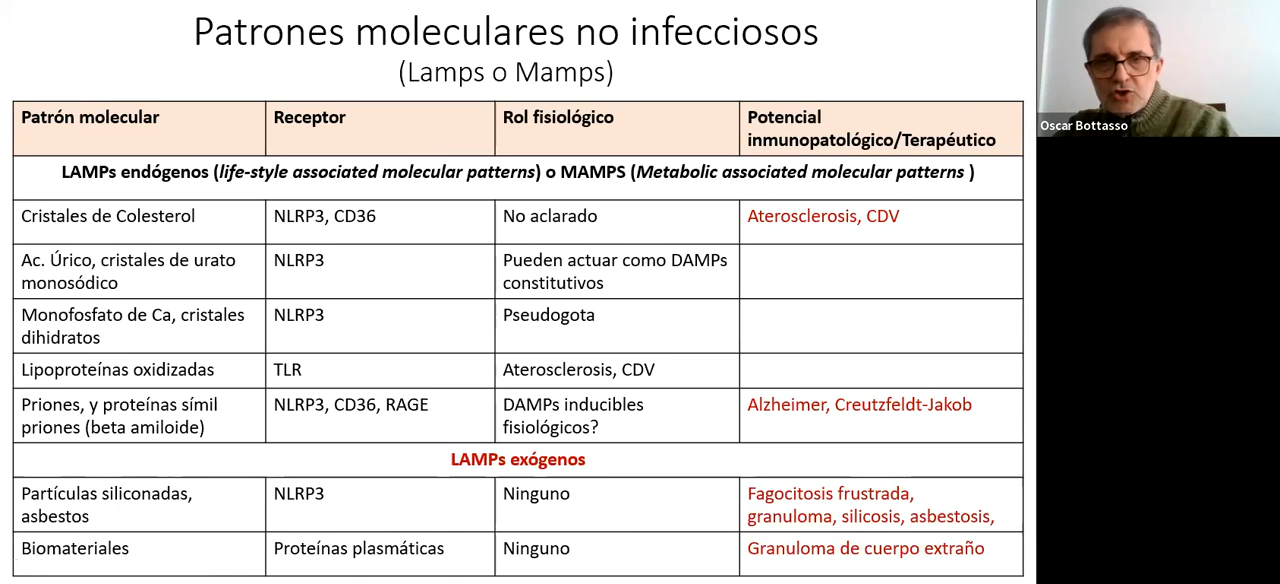 Patrones moleculares no infecciosos
(Lamps o Mamps)
Patrón molecular
Receptor
Rol fisiológico
Potencial
inmunopatológico/Terapéutico
LAMPs endógenos (life-style associated molecular patterns) o MAMPS (Metabolic associated molecular patterns )
Cristales de Colesterol
NLRP3, CD36
No aclarado
Aterosclerosis, CDV
Ac. Úrico, cristales de urato
monosódico
NLRP3
Pueden actuar como DAMPs
constitutivos
Monofosfato de Ca, cristales
dihidratos
NLRP3
Pseudogota
Lipoproteínas oxidizadas
TLR
Aterosclerosis, CDV
Priones, y proteínas símil
priones (beta amiloide)
NLRP3, CD36, RAGE
DAMPs inducibles
fisiológicos?
Alzheimer, Creutzfeldt-Jakob
LAMPs exógenos
Partículas siliconadas,
asbestos
NLRP3
Ninguno
Fagocitosis frustrada,
granuloma, silicosis, asbestosis,
Biomateriales
Proteínas plasmáticas
Ninguno
Granuloma de cuerpo extraño
Oscar Bottasso